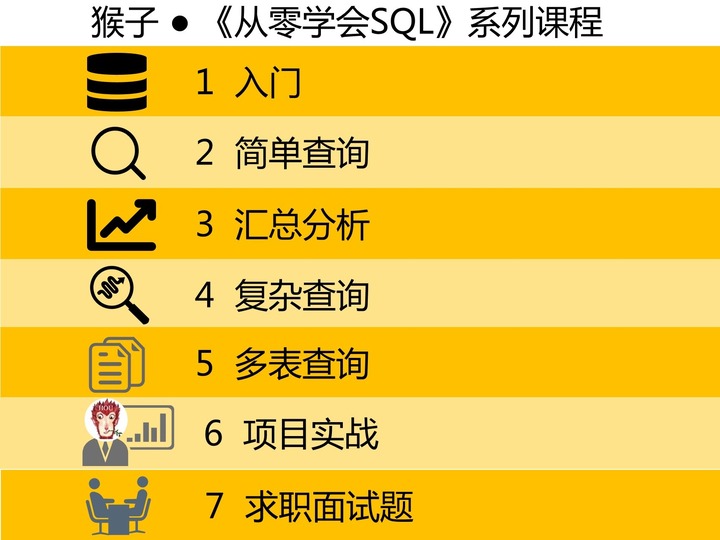 猴子 ● 《从零学会SQL》系列课程
1 入门
2 简单查询
3 汇总分析
4 复杂查询
5 多表查询
HOU
6 项目实战
7 求职面试题